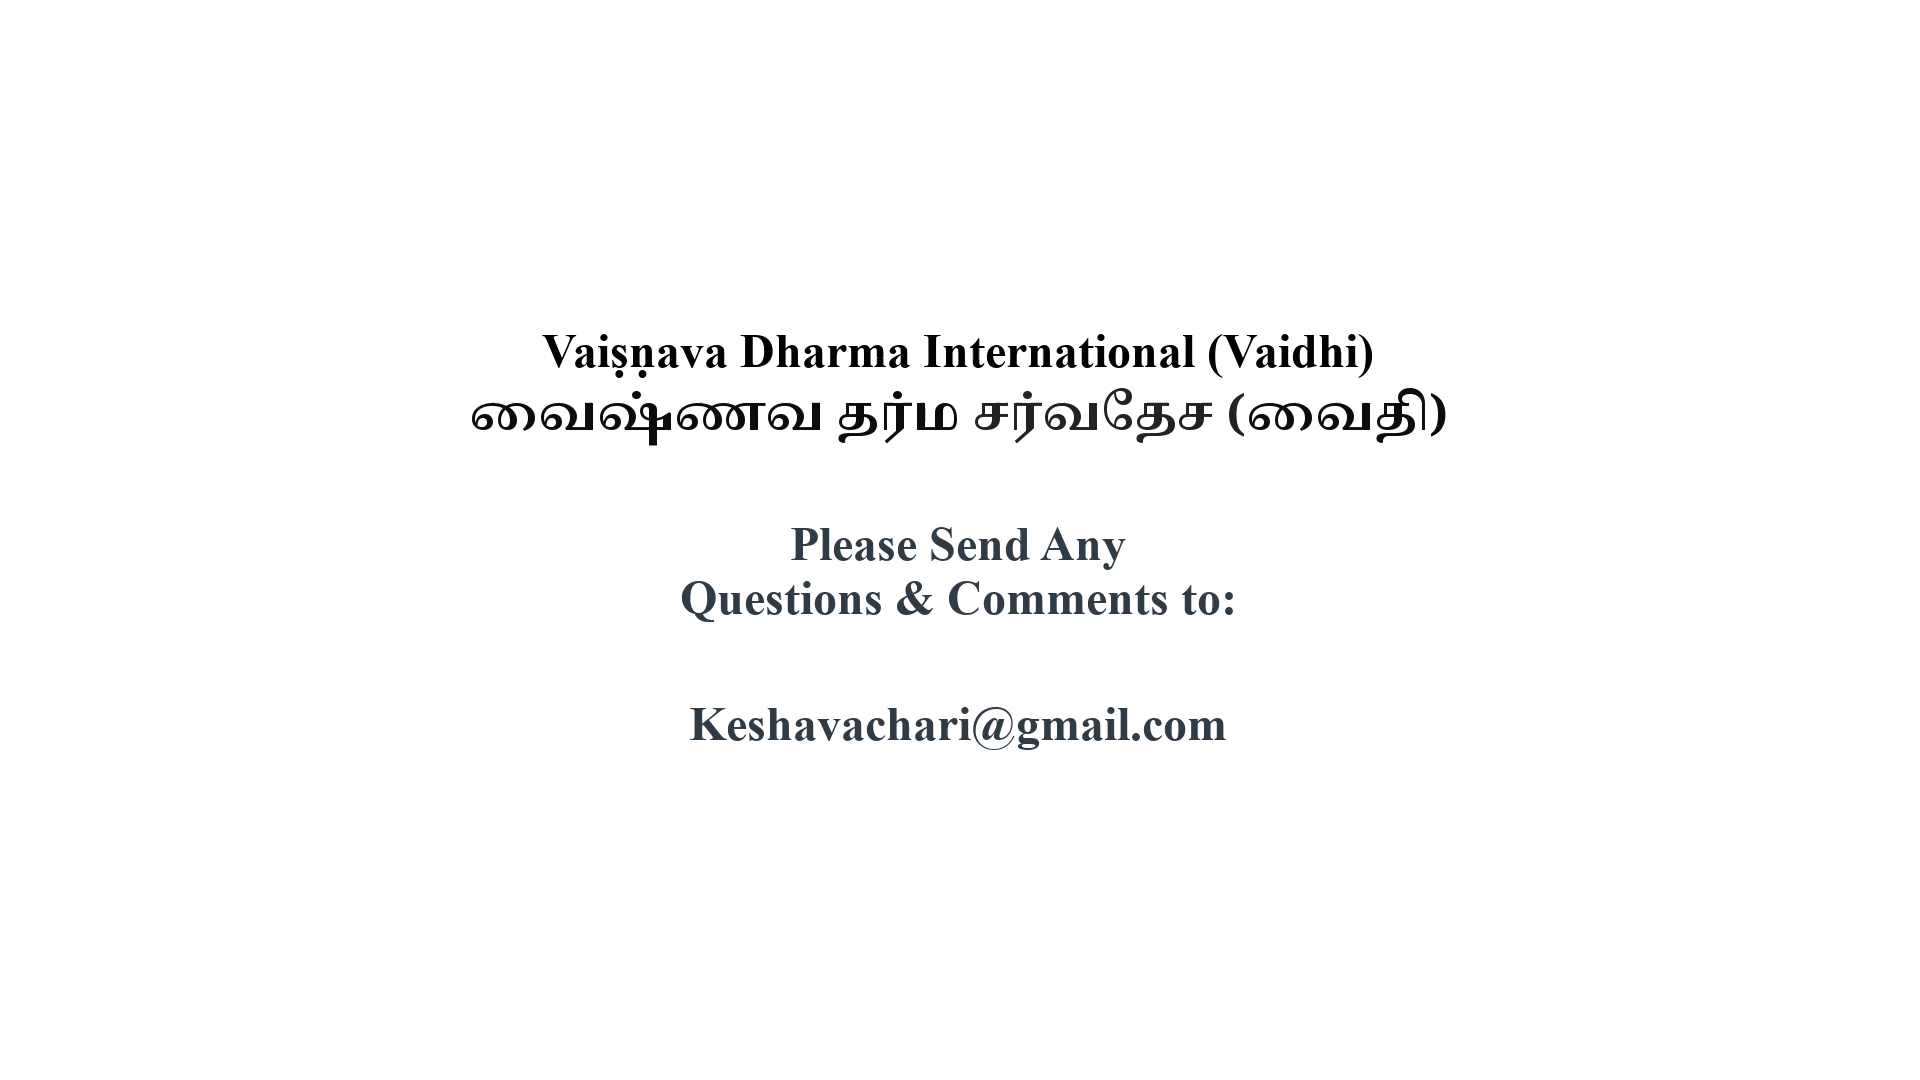 Vaiṣṇava Dharma International (Vaidhi)
வைஷ்ணவ தர்ம சர்வதேச (வைதி)
Please Send Any
Questions & Comments to:
Keshavachari@gmail.com